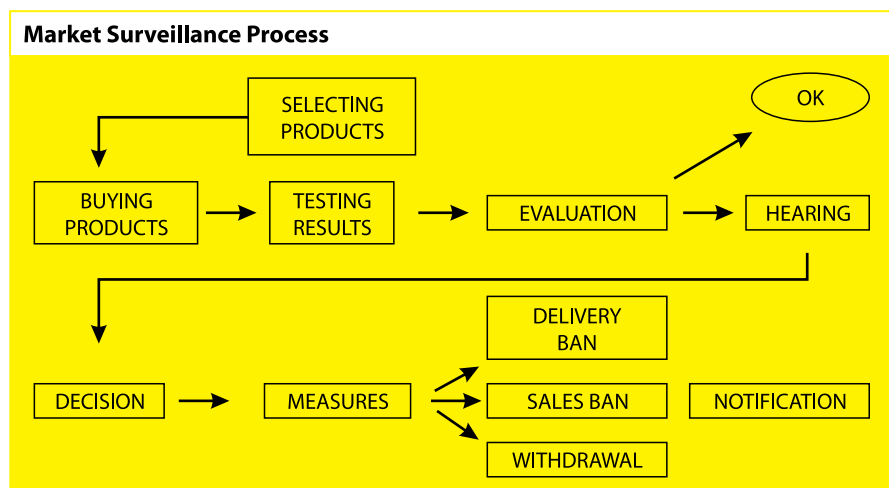 Market Surveillance Process
SELECTING
PRODUCTS
OK
BUYING
PRODUCTS
TESTING
RESULTS
EVALUATION
HEARING
DELIVERY
BAN
DECISION
MEASURES
SALES BAN
NOTIFICATION
WITHDRAWAL